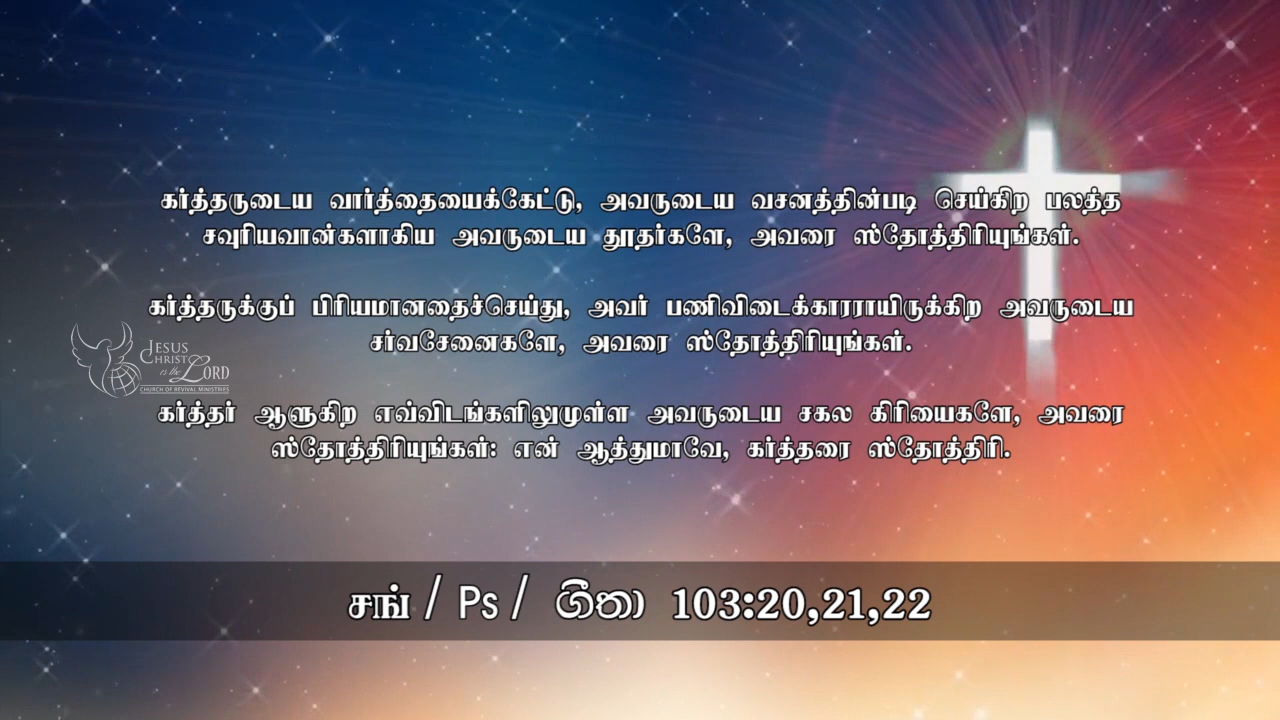 கர்த்தருடைய வார்த்தையைக்கேட்டு, அவருடைய வசனத்தின்படி செய்கிற பலத்த
சவுரியவான்களாகிய அவருடைய தூதர்களே, அவரை ஸ்தோத்திரியுங்கள்.
கர்த்தருக்குப் பிரியமானதைச்செய்து, அவர் பணிவிடைக்காரராயிருக்கிற அவருடைய
சர்வசேனைகளே, அவரை ஸ்தோத்திரியுங்கள்.
JESUS
CHRIST
is the LORD
CHURCH OF REVIVAL MINISTRIES
கர்த்தர் ஆளுகிற எவ்விடங்களிலுமுள்ள அவருடைய சகல கிரியைகளே, அவரை
ஸ்தோத்திரியுங்கள்: என் ஆத்துமாவே, கர்த்தரை ஸ்தோத்திரி.
சங் / Ps / ගීතා 103:20,21,22